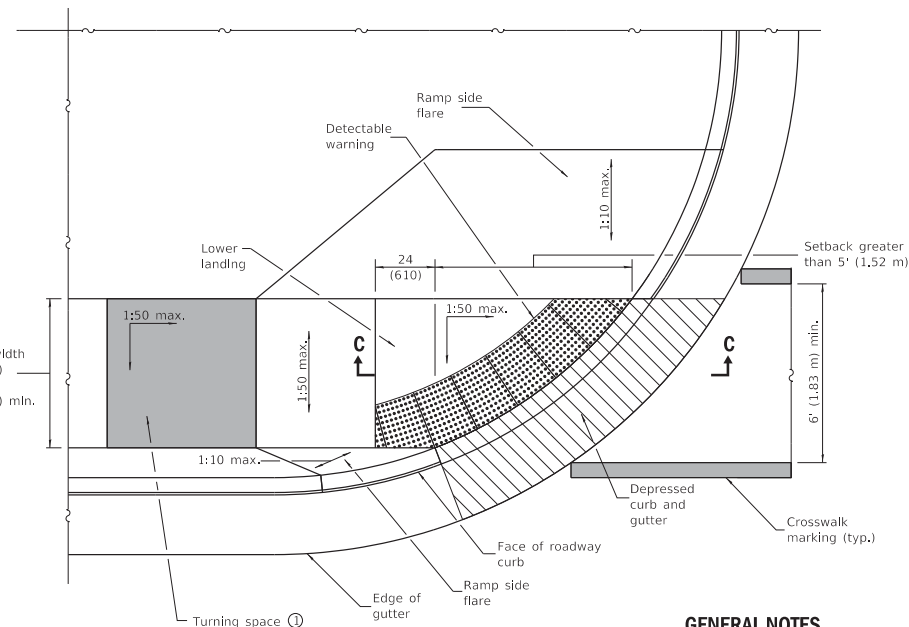 Ramp side
flare
Detectable
warning
1:10 max.
Lower
landing
24
(610)
Setback greater
than 5' (1.52 m)
1:50 max.
1:50 max.
1:50 max.
C
C
6' (1.83 m) min.
) min.
1:10 max.
Depressed
curb and
gutter
Crosswalk
marking (typ.)
Face of roadway
curb
Ramp side
flare
Edge of
gutter
Turning space ①
GENERAL NOTES